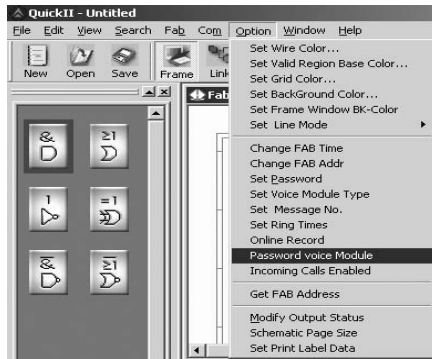 QuickII - Untitled
File Edit View Search Fab Com Option Window Help
New Open Save Frame Link
Fab
&
≥1
1
=1
&
≥1
Set Wire Color...
Set Valid Region Base Color...
Set Grid Color...
Set BackGround Color...
Set Frame Window BK-Color
Set Line Mode
Change FAB Time
Change FAB Addr
Set Password
Set Voice Module Type
Set Message No.
Set Ring Times
Online Record
Password voice Module
Incoming Calls Enabled
Get FAB Address
Modify Output Status
Schematic Page Size
Set Print Label Data